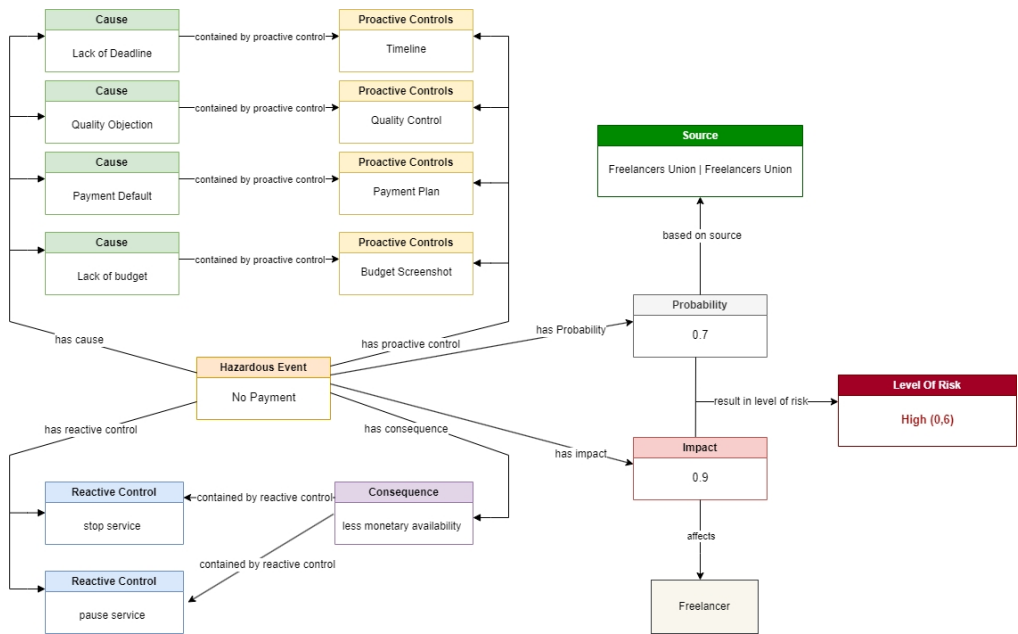 Cause
Lack of Deadline
contained by proactive control
Proactive Controls
Timeline
Cause
Quality Objection
contained by proactive control
Proactive Controls
Quality Control
Cause
Payment Default
contained by proactive control
Proactive Controls
Payment Plan
Cause
Lack of budget
contained by proactive control
Proactive Controls
Budget Screenshot
Source
Freelancers Union | Freelancers Union
based on source
Probability
0.7
has Probability
has cause
has proactive control
Hazardous Event
No Payment
Level Of Risk
High (0,6)
result in level of risk
has reactive control
has consequence
has impact
Impact
0.9
Reactive Control
stop service
contained by reactive control
Consequence
less monetary availability
affects
contained by reactive control
Reactive Control
pause service
Freelancer